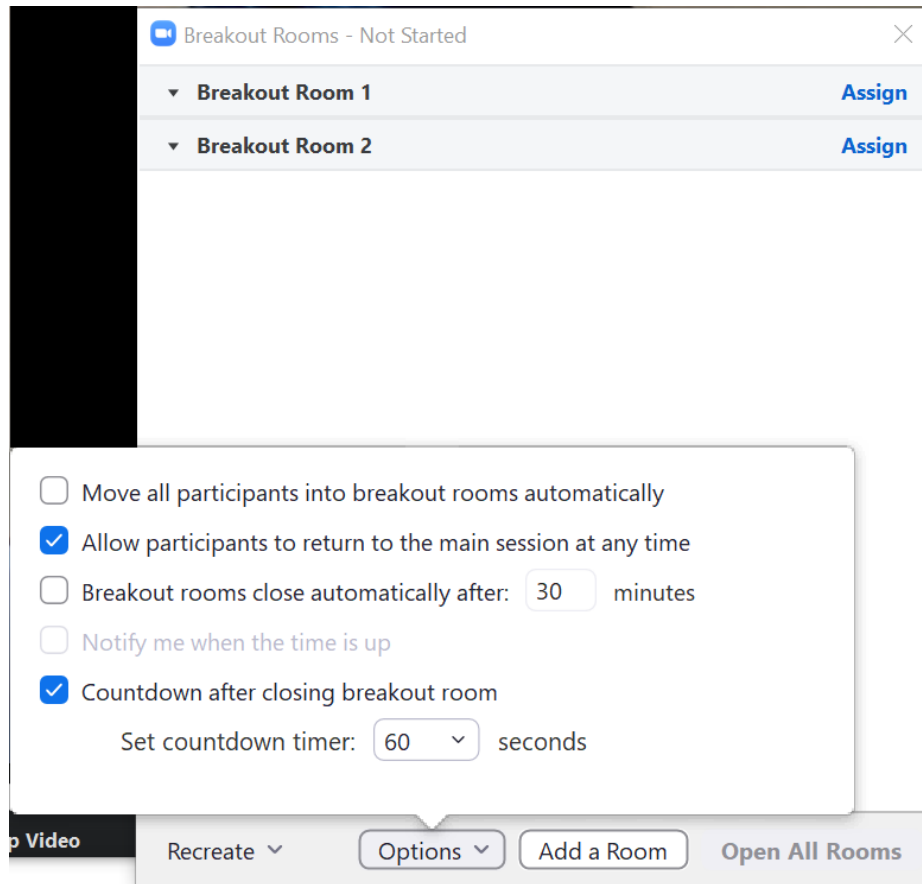 Breakout Rooms - Not Started
Breakout Room 1 Assign
Breakout Room 2 Assign
Move all participants into breakout rooms automatically
Allow participants to return to the main session at any time
Breakout rooms close automatically after: 30 minutes
Notify me when the time is up
Countdown after closing breakout room
Set countdown timer: 60 seconds
p Video
Recreate Options Add a Room Open All Rooms